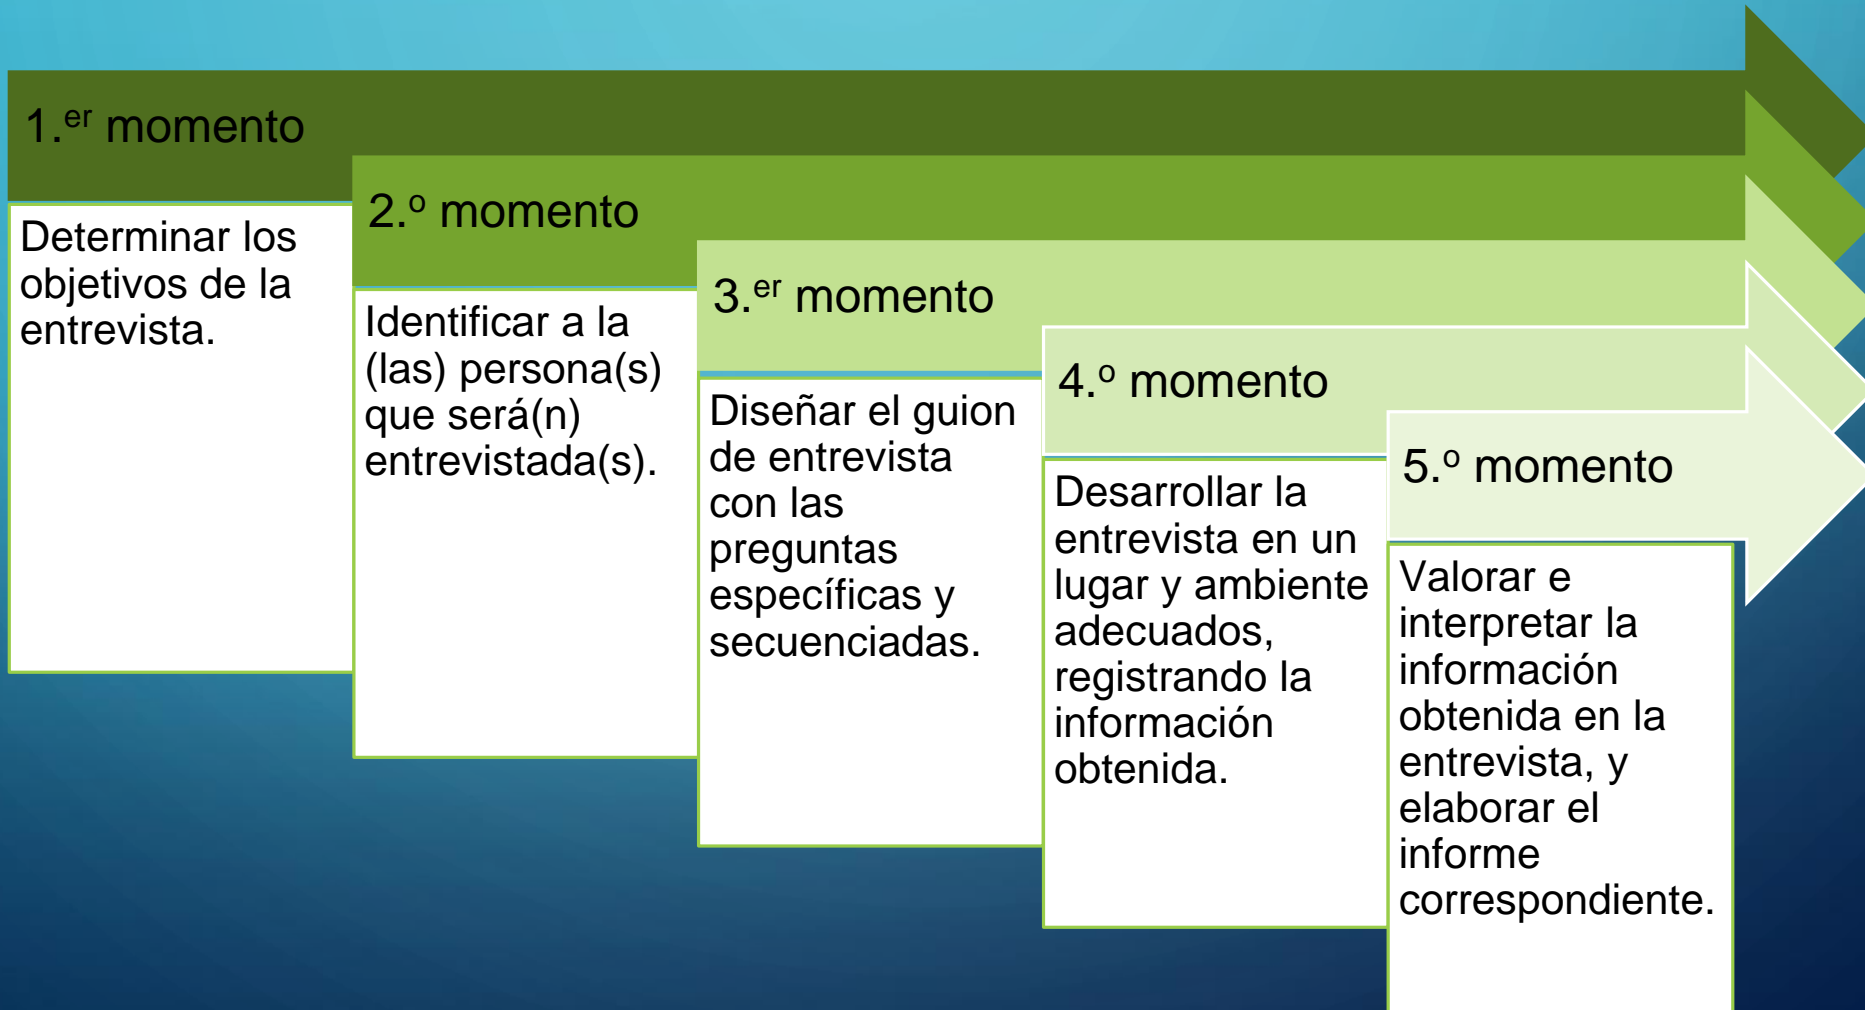 1.er momento
Determinar los
objetivos de la
entrevista.
2.º momento
Identificar a la
(las) persona(s)
que será(n)
entrevistada(s).
3.er momento
Diseñar el guion
de entrevista
con las
preguntas
específicas y
secuenciadas.
4.º momento
Desarrollar la
entrevista en un
lugar y ambiente
adecuados,
registrando la
información
obtenida.
5.º momento
Valorar e
interpretar la
información
obtenida en la
entrevista, y
elaborar el
informe
correspondiente.